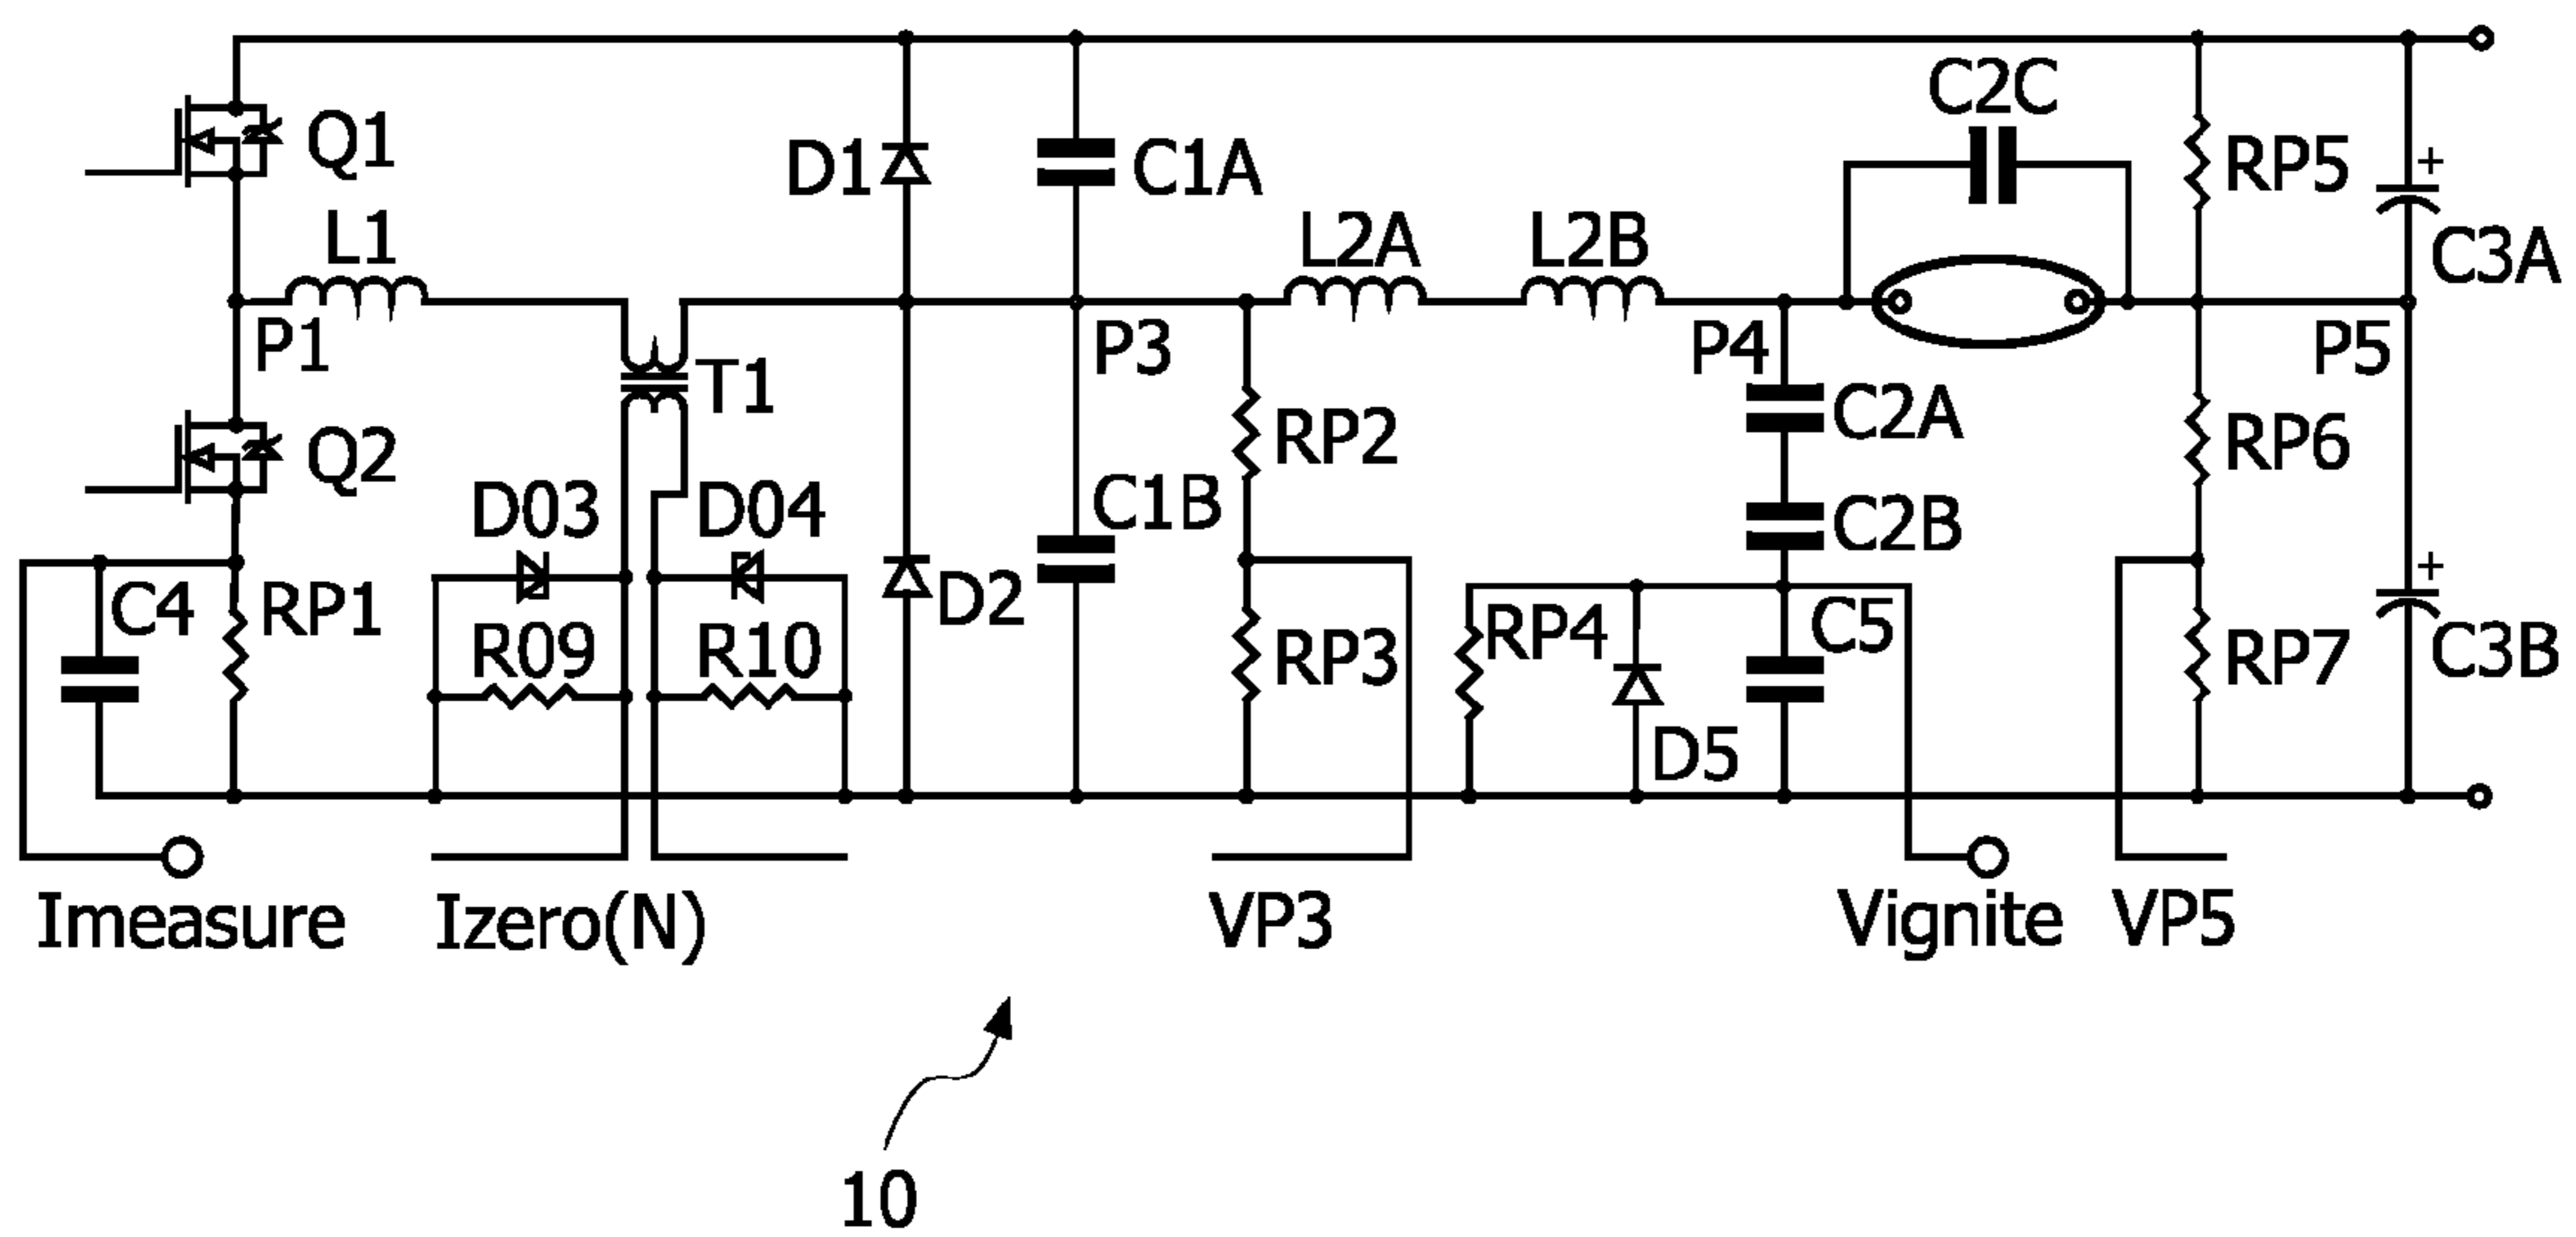 C2C
Q1
D1
C1A
RP5
+
L1
L2A
L2B
C3A
P1
P3
P4
P5
T1
C2A
RP2
RP6
Q2
D03
D04
C1B
C2B
+
C4
RP1
D2
RP4
C5
R09
R10
RP3
RP7
C3B
D5
Imeasure
Izero(N)
VP3
Vignite
VP5
10